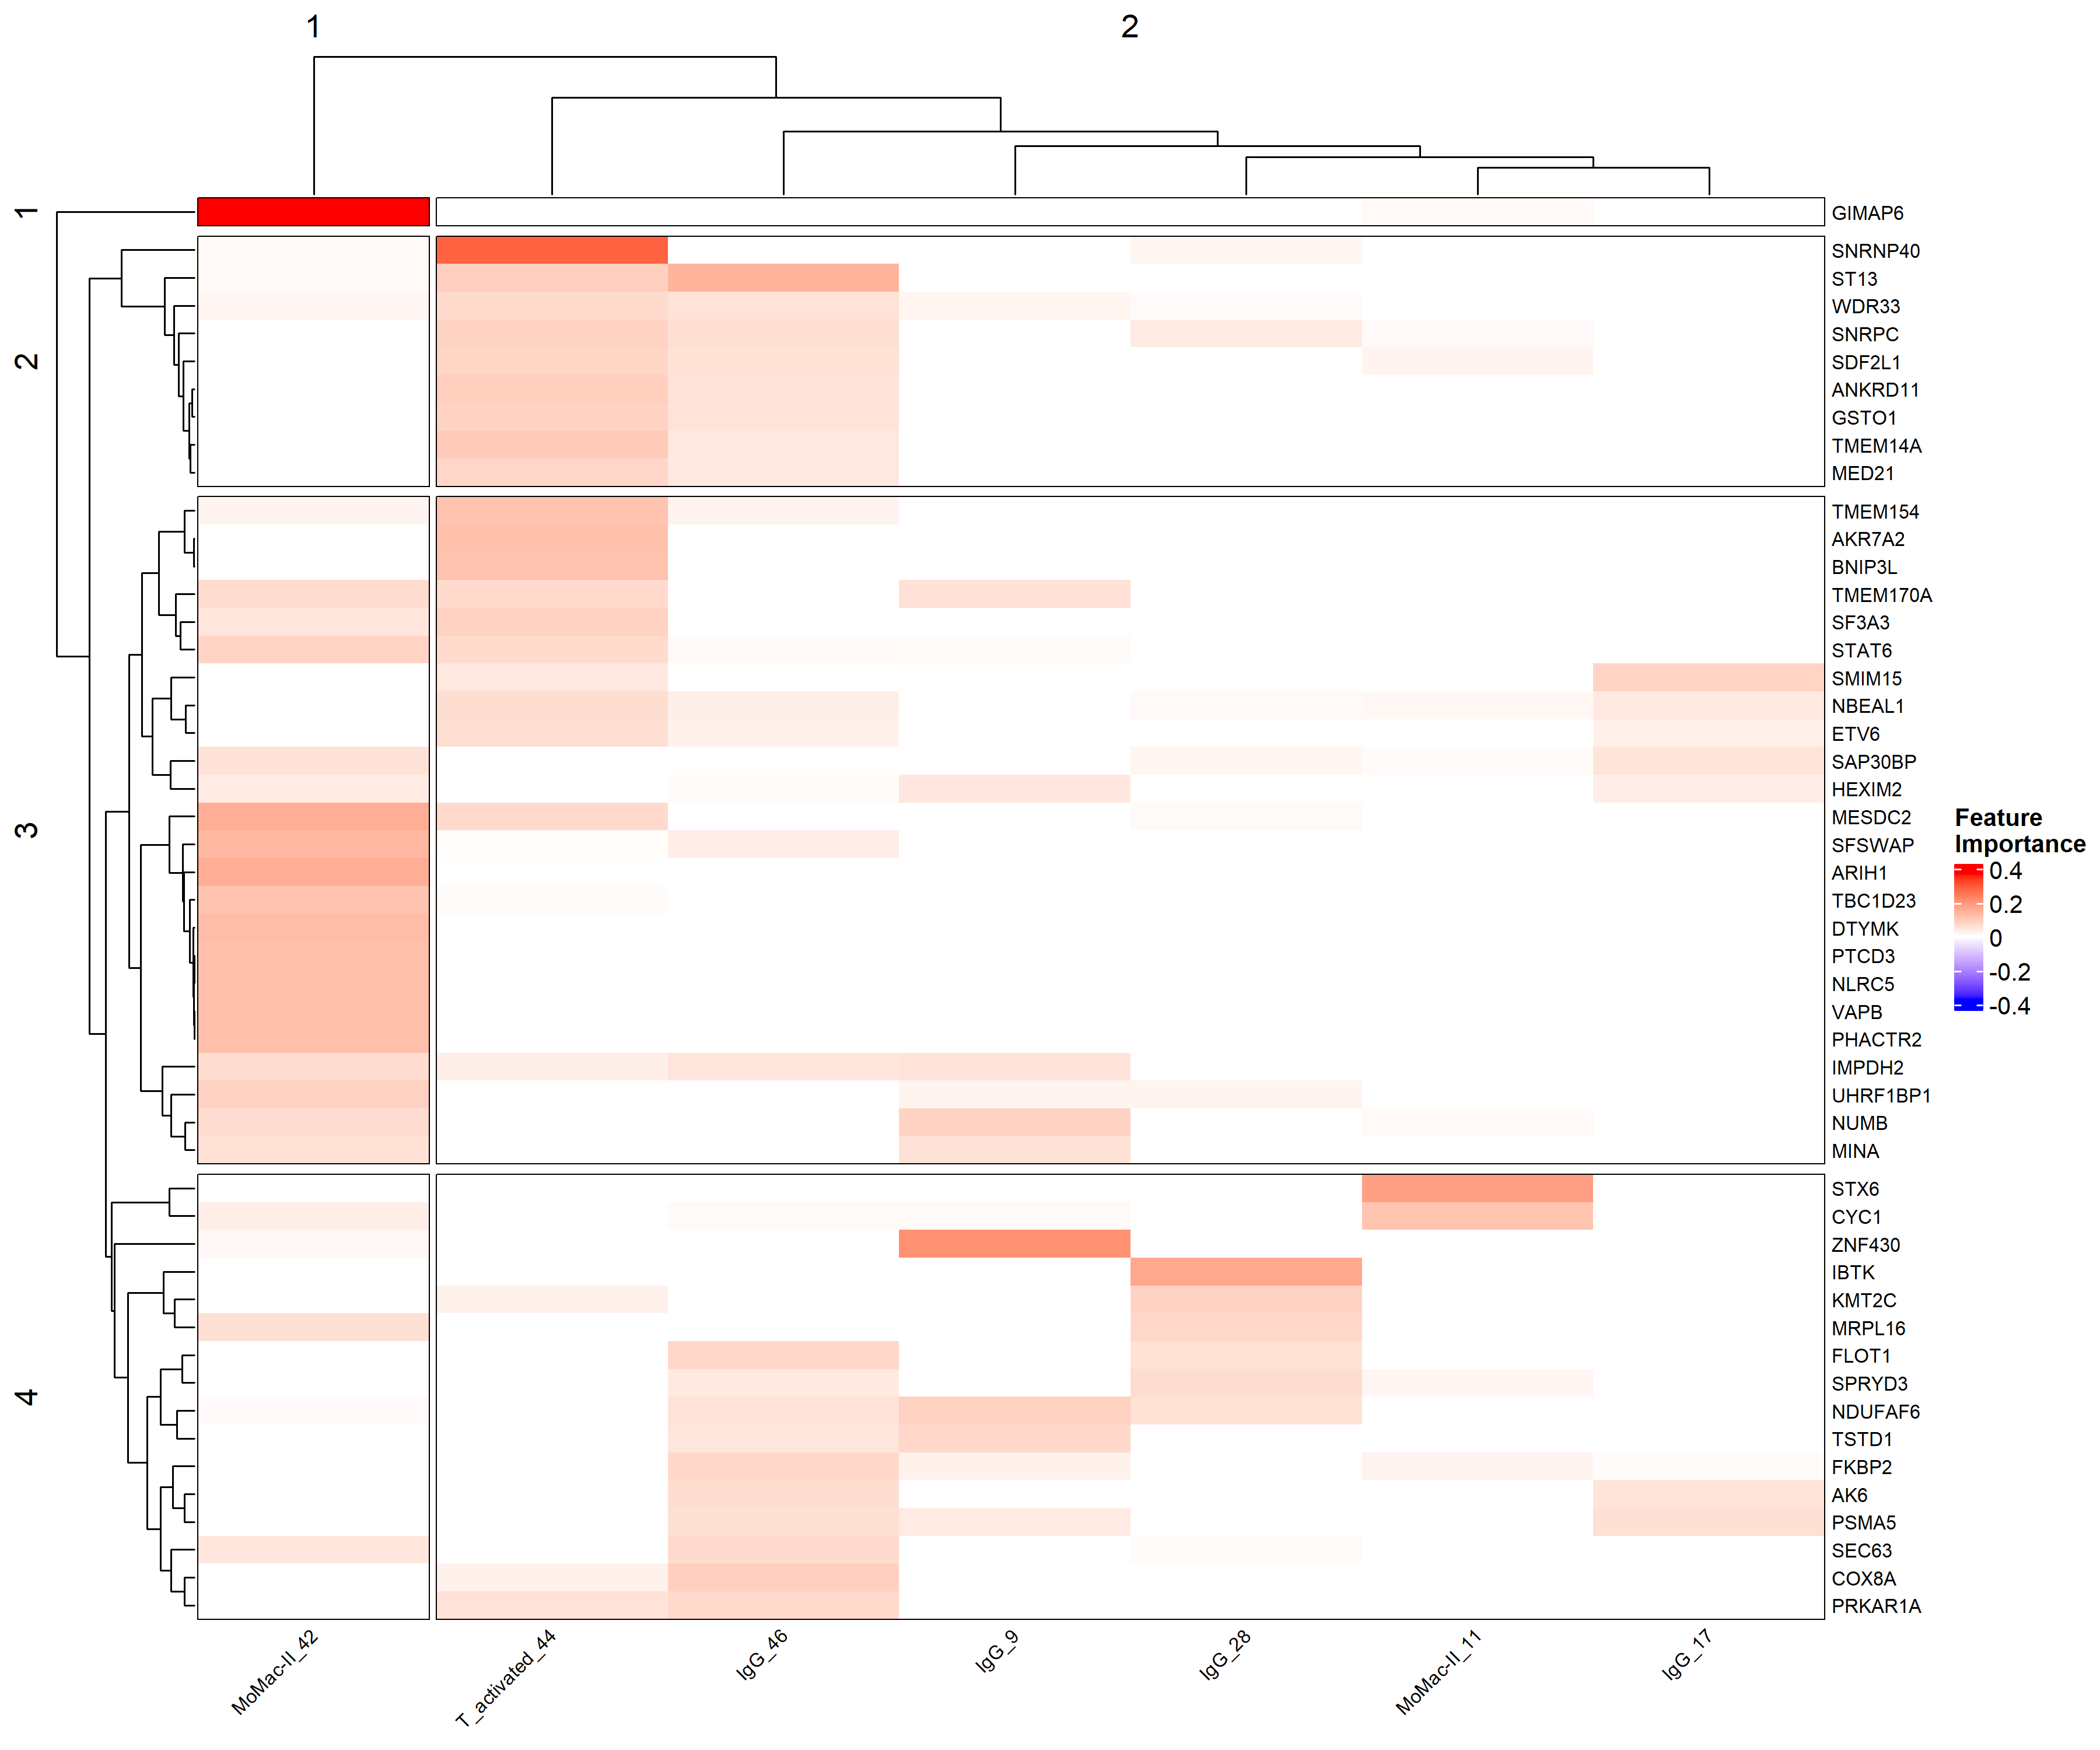 1
2
1
GIMAP6
2
SNRNP40
ST13
WDR33
SNRPC
SDF2L1
ANKRD11
GSTO1
TMEM14A
MED21
3
TMEM154
AKR7A2
BNIP3L
TMEM170A
SF3A3
STAT6
SMIM15
NBEAL1
ETV6
SAP30BP
HEXIM2
MESDC2
SFSWAP
ARIH1
TBC1D23
DTYMK
PTCD3
NLRC5
VAPB
PHACTR2
IMPDH2
UHRF1BP1
NUMB
MINA
4
STX6
CYC1
ZNF430
IBTK
KMT2C
MRPL16
FLOT1
SPRYD3
NDUFAF6
TSTD1
FKBP2
AK6
PSMA5
SEC63
COX8A
PRKAR1A
MoMac-II_42
T_activated_44
IgG_46
IgG_9
IgG_28
MoMac-II_11
IgG_17
Feature
Importance
0.4
0.2
0
-0.2
-0.4